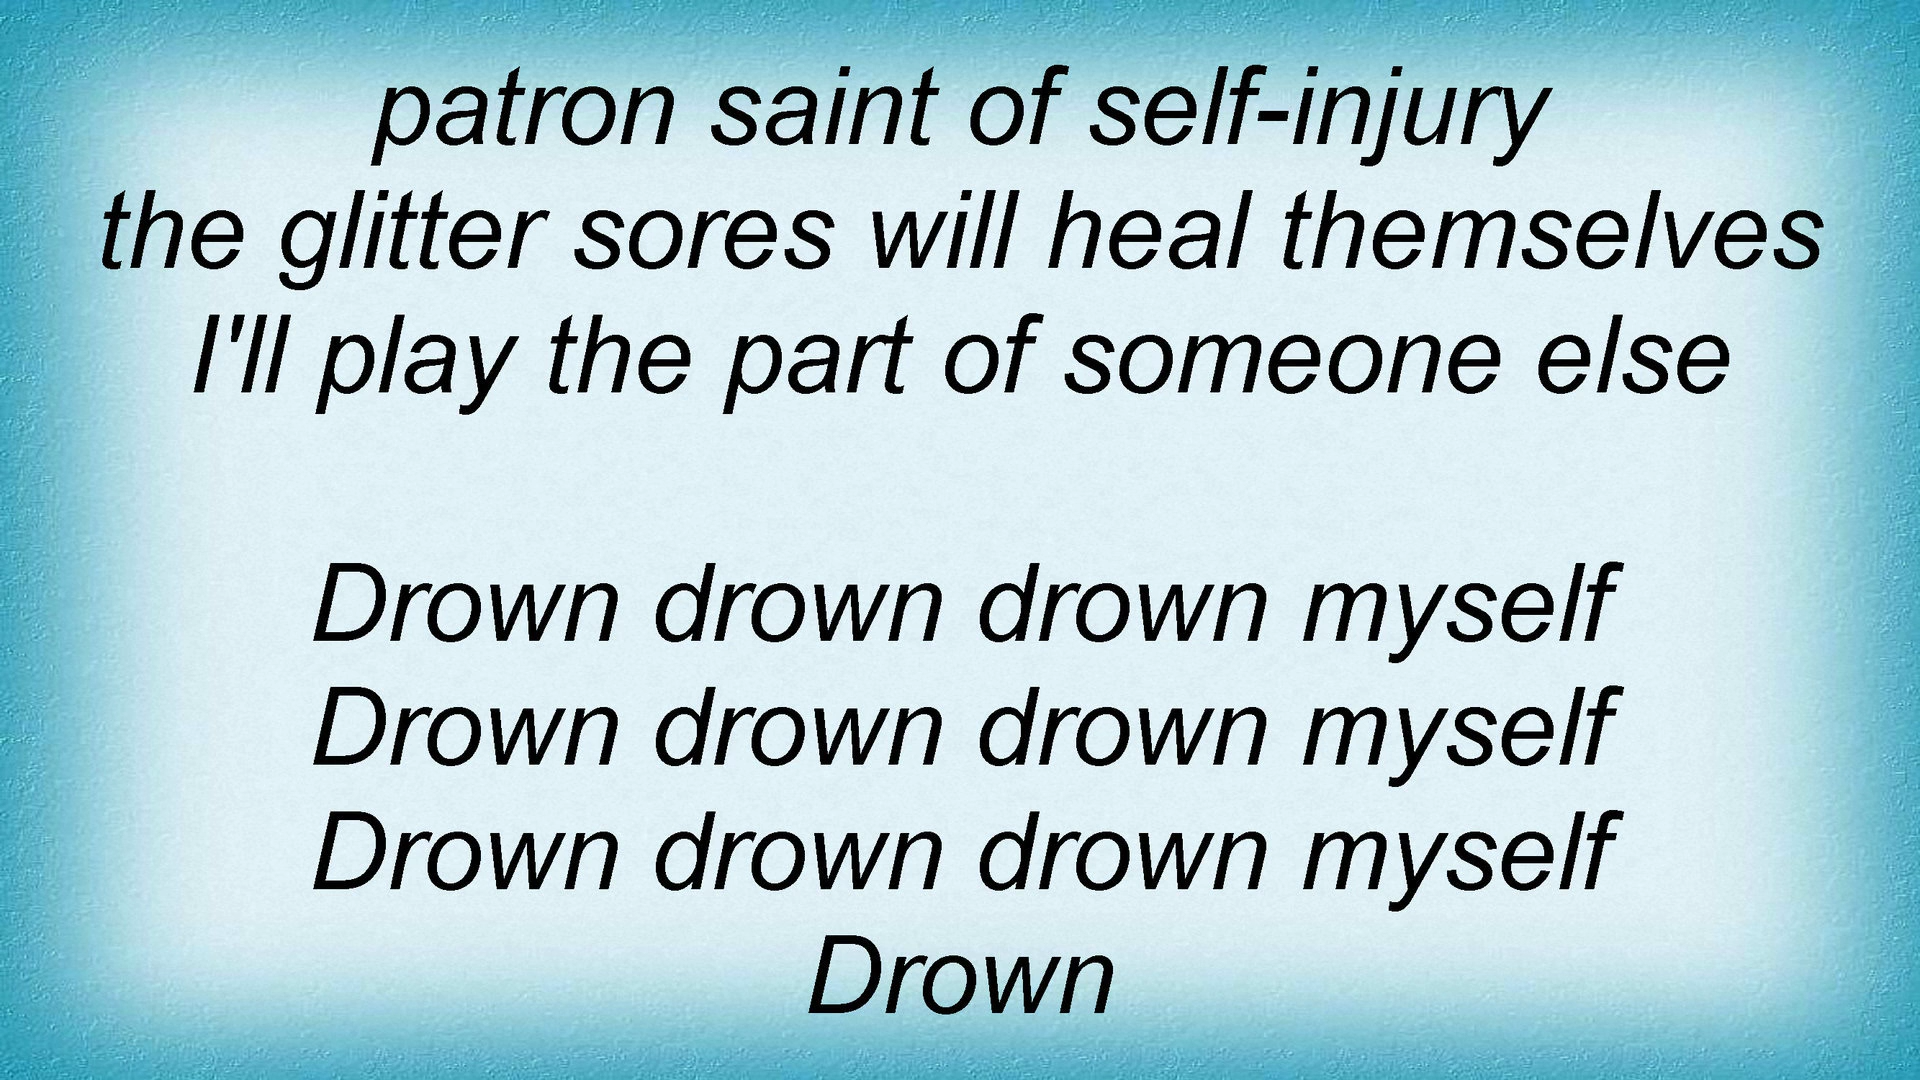 patron saint of self-injury
the glitter sores will heal themselves
I'll play the part of someone else
Drown drown drown myself
Drown drown drown myself
Drown drown drown myself
Drown